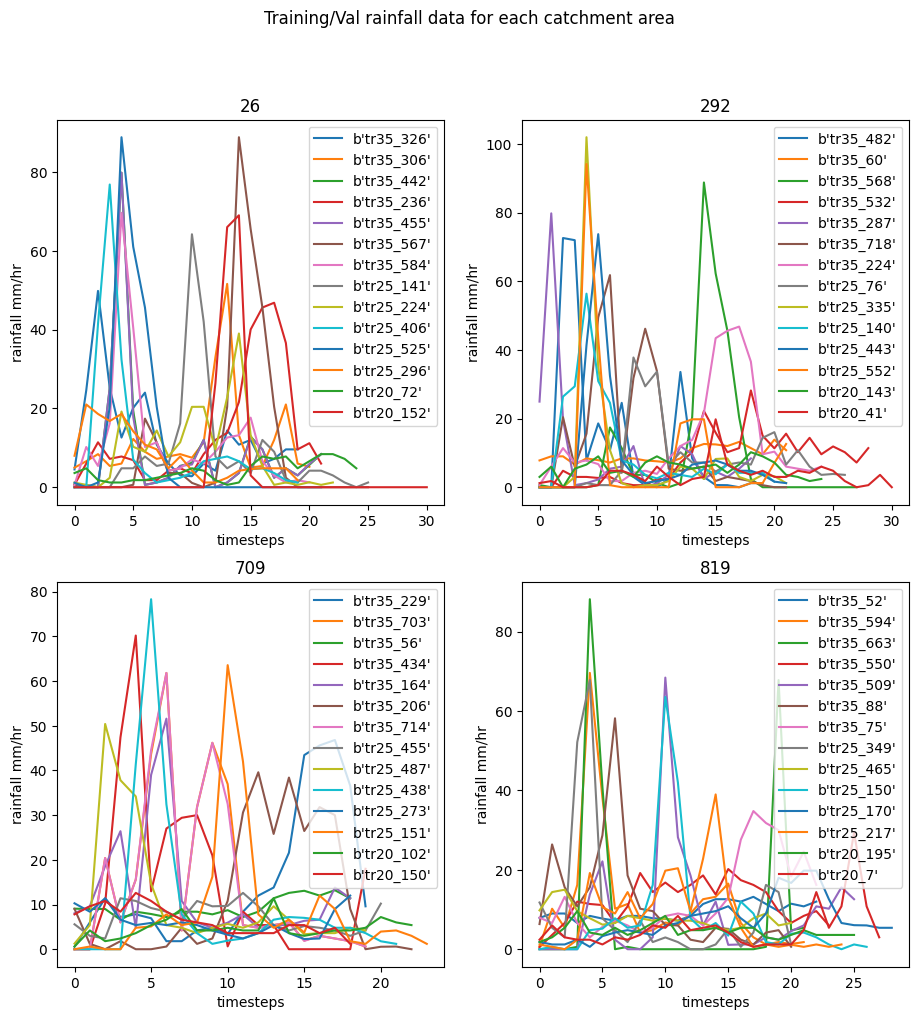 Training/Val rainfall data for each catchment area
26
rainfall mm/hr
80
60
40
20
0
0 5 10 15 20 25 30
timesteps
b'tr35_326'
b'tr35_306'
b'tr35_442'
b'tr35_236'
b'tr35_455'
b'tr35_567'
b'tr35_584'
b'tr25_141'
b'tr25_224'
b'tr25_406'
b'tr25_525'
b'tr25_296'
b'tr20_72'
b'tr20_152'
292
rainfall mm/hr
100
80
60
40
20
0
0 5 10 15 20 25 30
timesteps
b'tr35_482'
b'tr35_60'
b'tr35_568'
b'tr35_532'
b'tr35_287'
b'tr35_718'
b'tr35_224'
b'tr25_76'
b'tr25_335'
b'tr25_140'
b'tr25_443'
b'tr25_552'
b'tr20_143'
b'tr20_41'
709
rainfall mm/hr
80
70
60
50
40
30
20
10
0
0 5 10 15 20
timesteps
b'tr35_229'
b'tr35_703'
b'tr35_56'
b'tr35_434'
b'tr35_164'
b'tr35_206'
b'tr35_714'
b'tr25_455'
b'tr25_487'
b'tr25_438'
b'tr25_273'
b'tr25_151'
b'tr20_102'
b'tr20_150'
819
rainfall mm/hr
80
60
40
20
0
0 5 10 15 20 25
timesteps
b'tr35_52'
b'tr35_594'
b'tr35_663'
b'tr35_550'
b'tr35_509'
b'tr35_88'
b'tr35_75'
b'tr25_349'
b'tr25_465'
b'tr25_150'
b'tr25_170'
b'tr25_217'
b'tr20_195'
b'tr20_7'